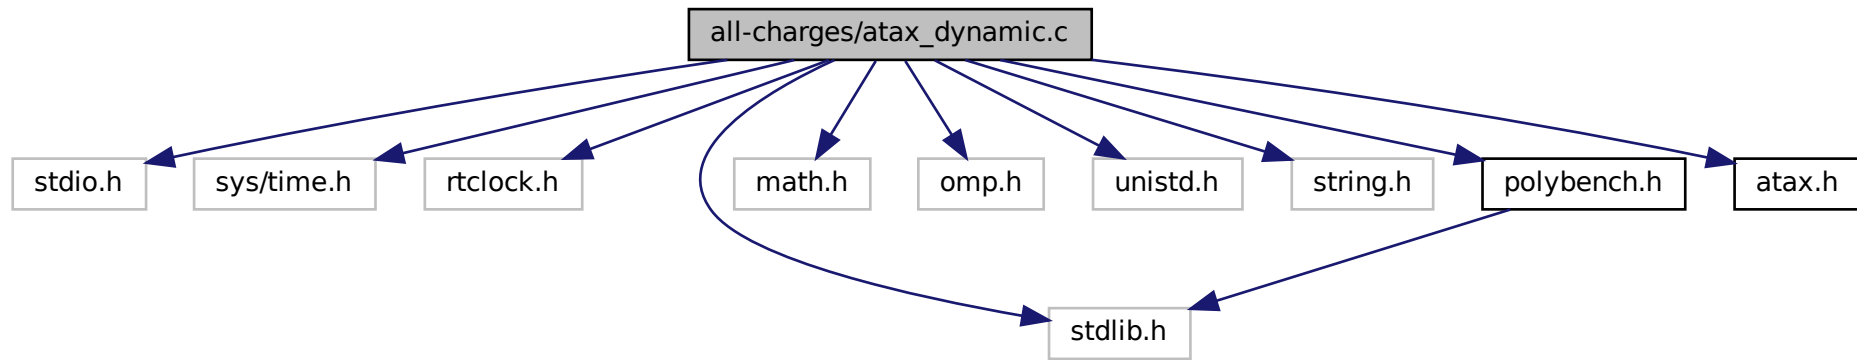 all-charges/atax_dynamic.c
stdio.h
sys/time.h
rtclock.h
math.h
omp.h
unistd.h
string.h
polybench.h
atax.h
stdlib.h